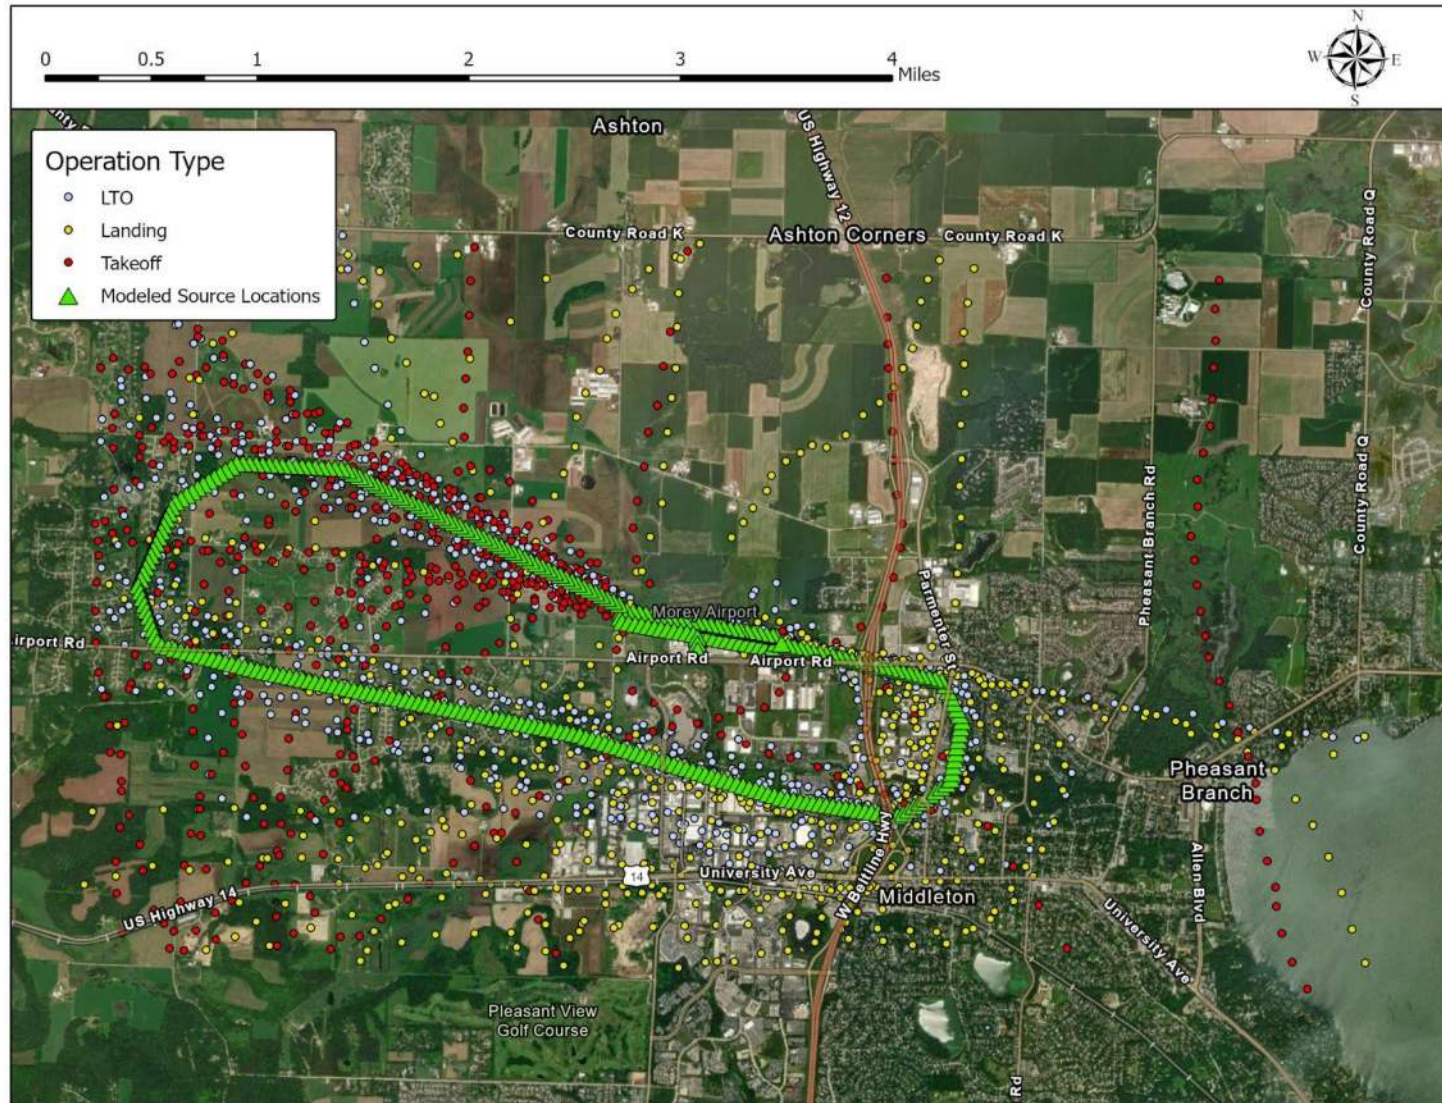 0 0.5 1 2 3 4
Miles
N
W E
S
Ashton
US Highway 12
Operation Type
LTO
Landing
Takeoff
Modeled Source Locations
County Road K
Ashton Corners
County Road K
County Road Q
County Road Q
Pheasant Branch Rd
Parmenter St
Morey Airport
Airport Rd
Airport Rd
Airport Rd
Pheasant
Branch
Allen Blvd
W Beltline Hwy
14
University Ave
Middleton
US Highway 14
University Ave
Pleasant View
Golf Course
Rd